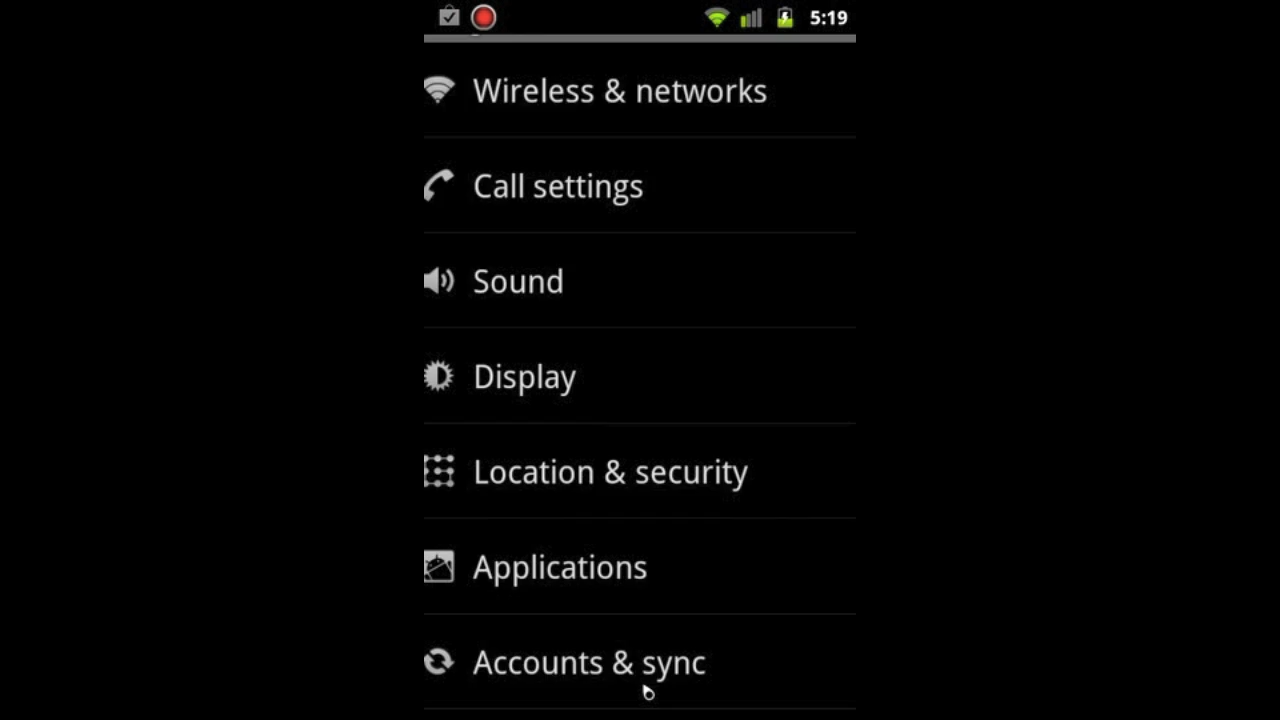 5:19
Wireless & networks
Call settings
Sound
Display
Location & security
Applications
Accounts & sync